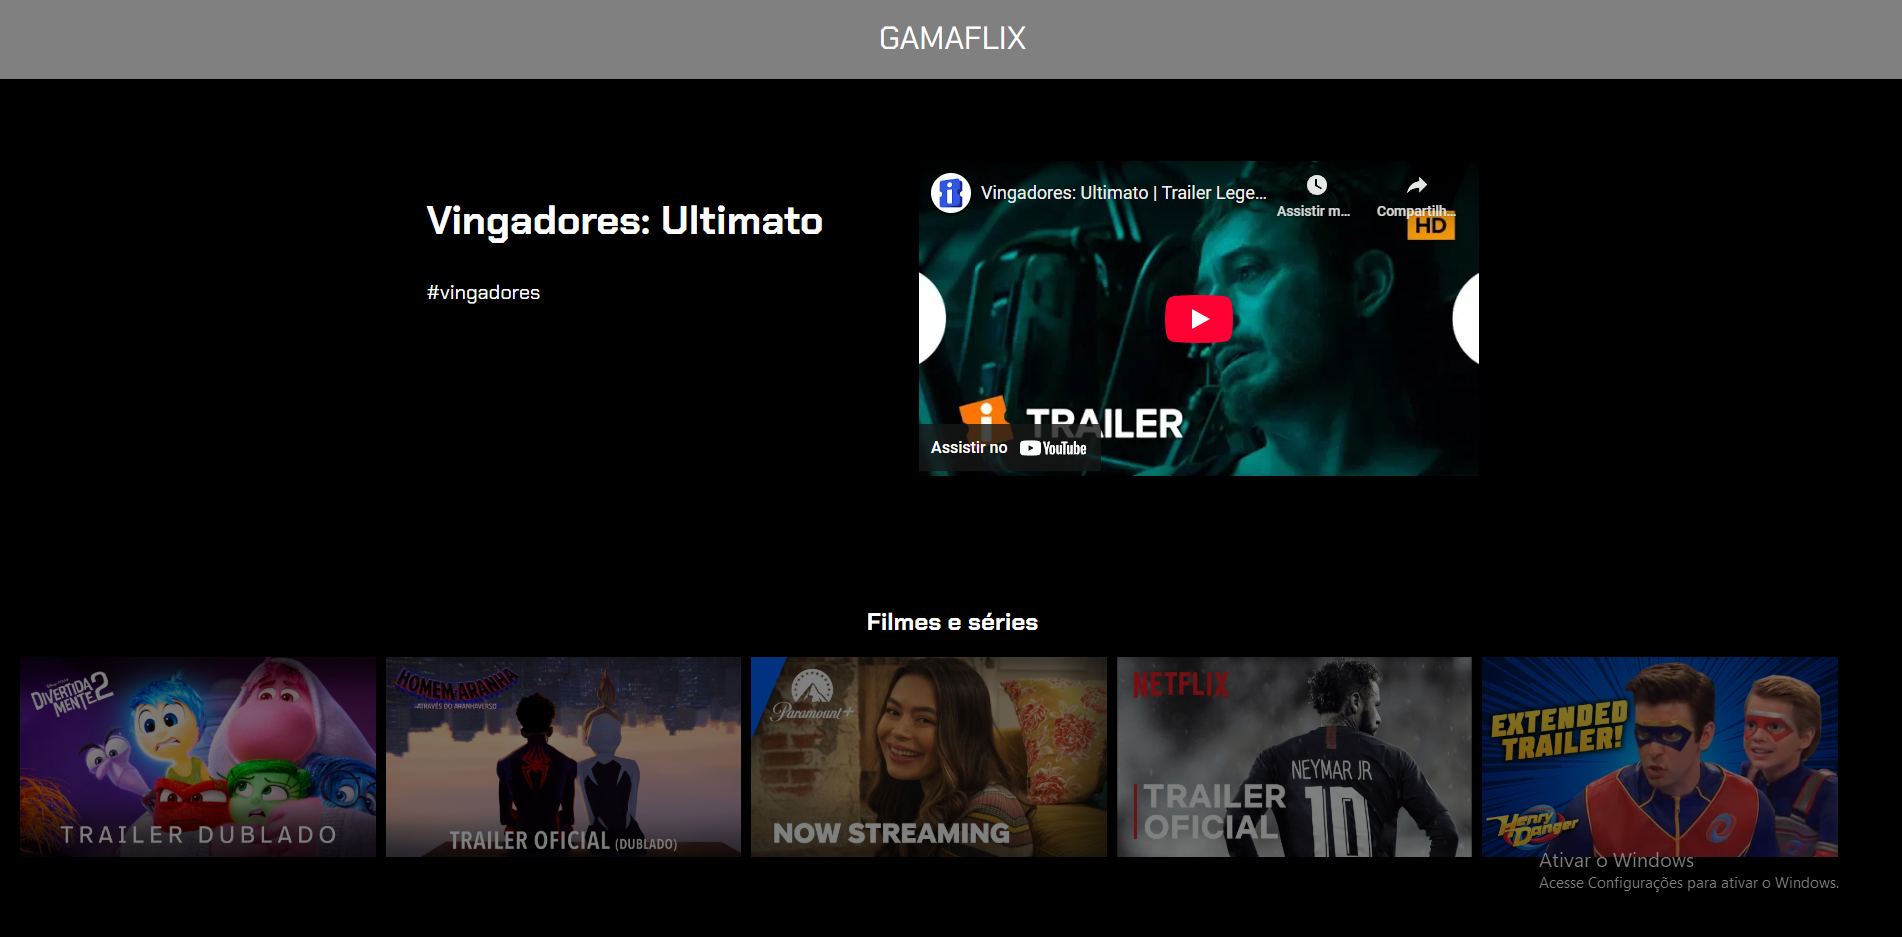 GAMAFLIX
Vingadores: Ultimato
#vingadores
Vingadores: Ultimato | Trailer Lege...
Assistir m...
Compartilh...
HD
TRAILER
Assistir no YouTube
Filmes e séries
DIVERTIDA
MENTE 2
TRAILER DUBLADO
HOMEM-ARANHA
ATRAVÉS DO ARANHAVERSO
TRAILER OFICIAL (DUBLADO)
Paramount+
NOW STREAMING
NETFLIX
NEYMAR JR
10
TRAILER
OFICIAL
EXTENDED
TRAILER!
Henry
Danger
Ativar o Windows
Acesse Configurações para ativar o Windows.